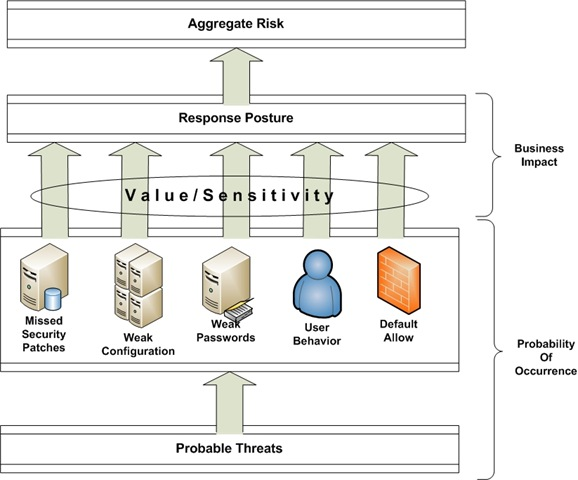 Aggregate Risk
Response Posture
Business
Impact
Value/Sensitivity
Missed
Security
Patches
Weak
Configuration
Weak
Passwords
User
Behavior
Default
Allow
Probability
Of
Occurrence
Probable Threats